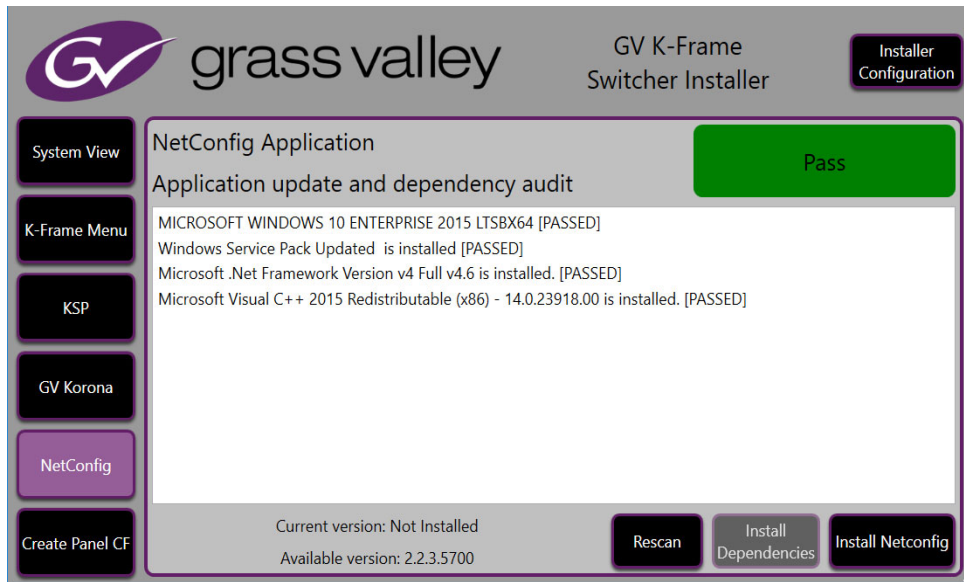 GV grass valley
GV K-Frame
Switcher Installer
Installer
Configuration
System View
K-Frame Menu
KSP
GV Korona
NetConfig
Create Panel CF
NetConfig Application
Application update and dependency audit
Pass
MICROSOFT WINDOWS 10 ENTERPRISE 2015 LTSBX64 [PASSED]
Windows Service Pack Updated  is installed [PASSED]
Microsoft .Net Framework Version v4 Full v4.6 is installed. [PASSED]
Microsoft Visual C++ 2015 Redistributable (x86) - 14.0.23918.00 is installed. [PASSED]
Current version: Not Installed
Available version: 2.2.3.5700
Rescan
Install
Dependencies
Install Netconfig